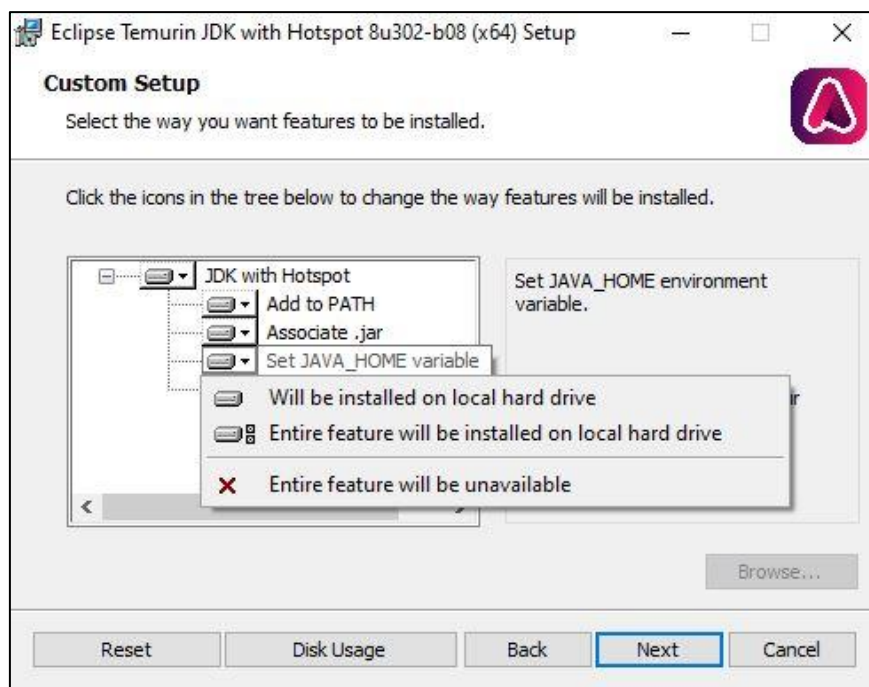 Eclipse Temurin JDK with Hotspot 8u302-b08 (x64) Setup
Custom Setup
Select the way you want features to be installed.
Click the icons in the tree below to change the way features will be installed.
JDK with Hotspot
Add to PATH
Associate .jar
Set JAVA_HOME variable
Will be installed on local hard drive
Entire feature will be installed on local hard drive
Entire feature will be unavailable
Set JAVA_HOME environment
variable.
Browse...
Reset
Disk Usage
Back
Next
Cancel